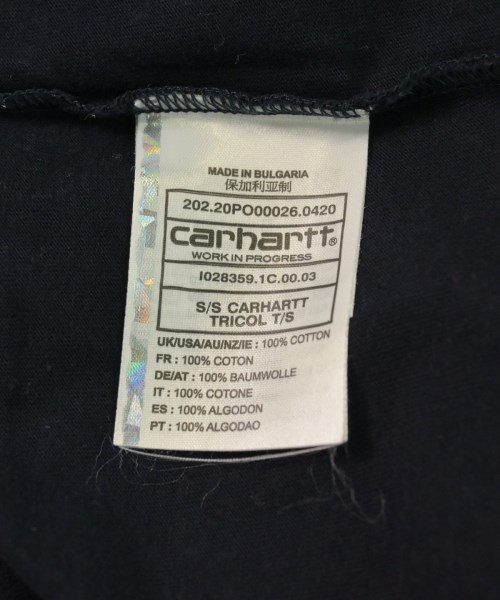 MADE IN BULGARIA
保加利亚制
202.20PO00026.0420
carhartt®
WORK IN PROGRESS
I028359.1C.00.03
S/S CARHARTT
TRICOL T/S
UK/USA/AU/NZ/IE : 100% COTTON
FR : 100% COTON
DE/AT : 100% BAUMWOLLE
IT : 100% COTONE
ES : 100% ALGODON
PT : 100% ALGODAO